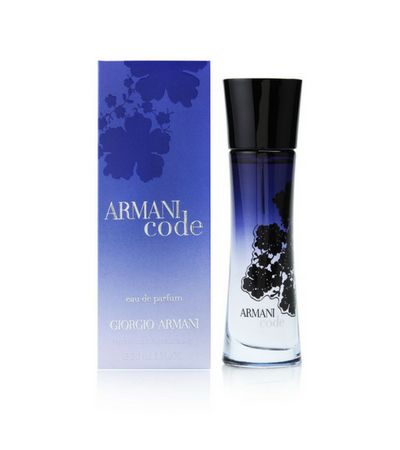 ARMANI
code
eau de parfum
GIORGIO ARMANI
ARMANI
code